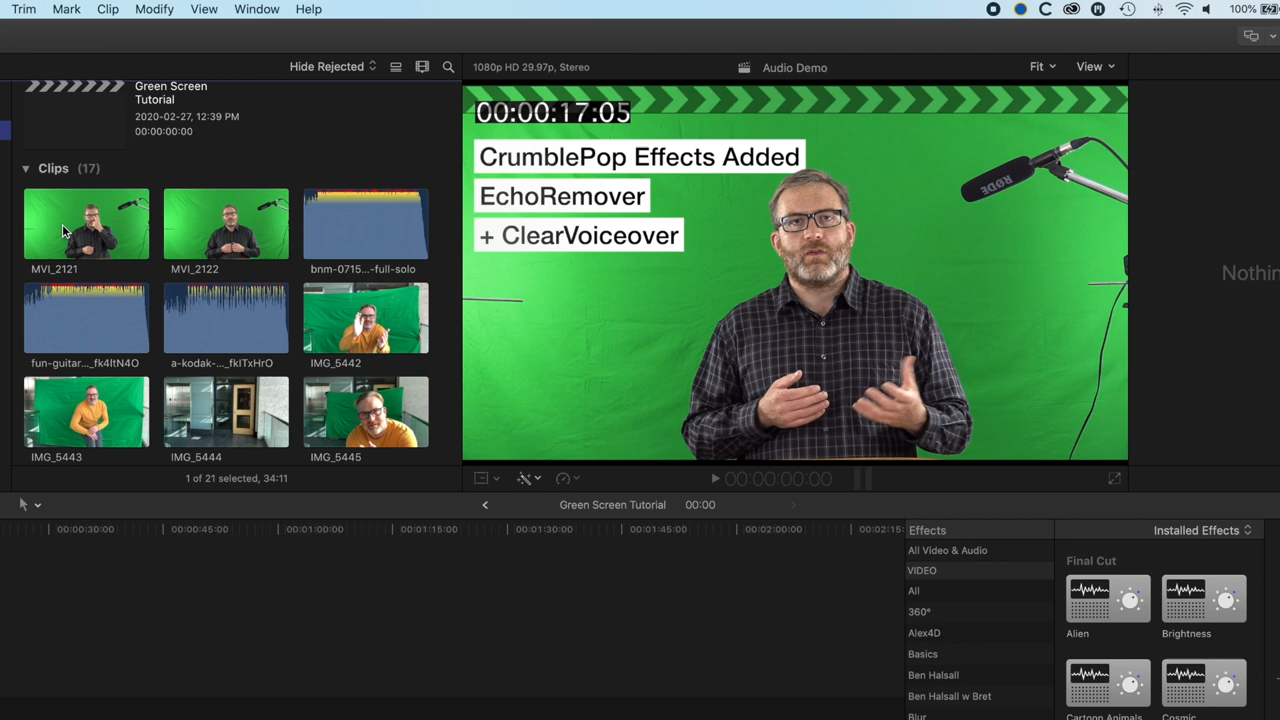 Trim Mark Clip Modify View Window Help
100%
Hide Rejected
1080p HD 29.97p, Stereo
Audio Demo
Fit
View
Green Screen
Tutorial
2020-02-27, 12:39 PM
00:00:00:00
Clips (17)
MVI_2121
MVI_2122
bnm-0715...-full-solo
fun-guitar..._fk4ItN4O
a-kodak-..._fkITxHrO
IMG_5442
IMG_5443
IMG_5444
IMG_5445
1 of 21 selected, 34:11
00:00:17:05
CrumblePop Effects Added
EchoRemover
+ ClearVoiceover
RØDE
Nothin
00:00:00:00
Green Screen Tutorial 00:00
00:00:30:00 00:00:45:00 00:01:00:00 00:01:15:00 00:01:30:00 00:01:45:00 00:02:00:00 00:02:15:
Effects
Installed Effects
All Video & Audio
VIDEO
All
360°
Alex4D
Basics
Ben Halsall
Ben Halsall w Bret
Blur
Final Cut
Alien
Brightness
Cartoon Animals
Cosmic